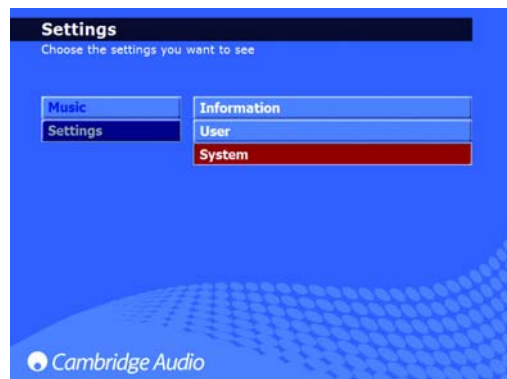 Settings
Choose the settings you want to see
Music
Information
Settings
User
System
Cambridge Audio